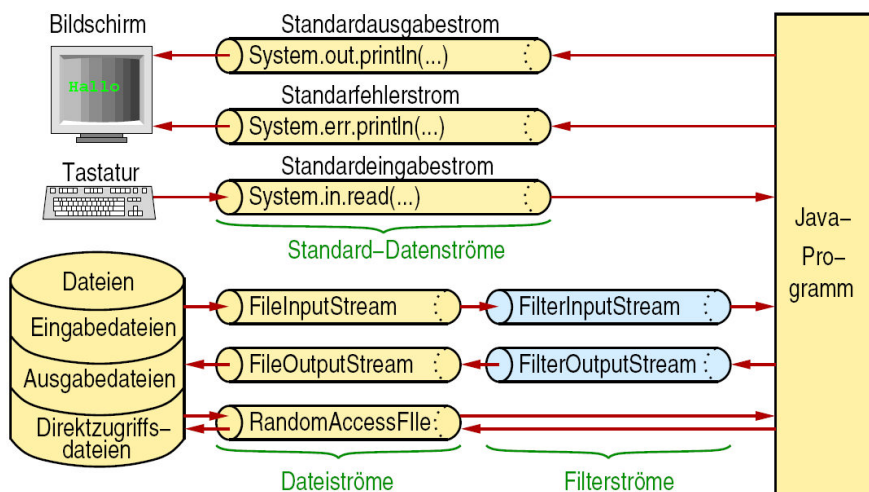 Bildschirm
Standardausgabestrom
System.out.println(...)
Hallo
Standarfehlerstrom
System.err.println(...)
Tastatur
Standardeingabestrom
System.in.read(...)
Standard–Datenströme
Java–
Pro–
gramm
Dateien
Eingabedateien
Ausgabedateien
Direktzugriffs–
dateien
FileInputStream
FilterInputStream
FileOutputStream
FilterOutputStream
RandomAccessFIle
Dateiströme
Filterströme